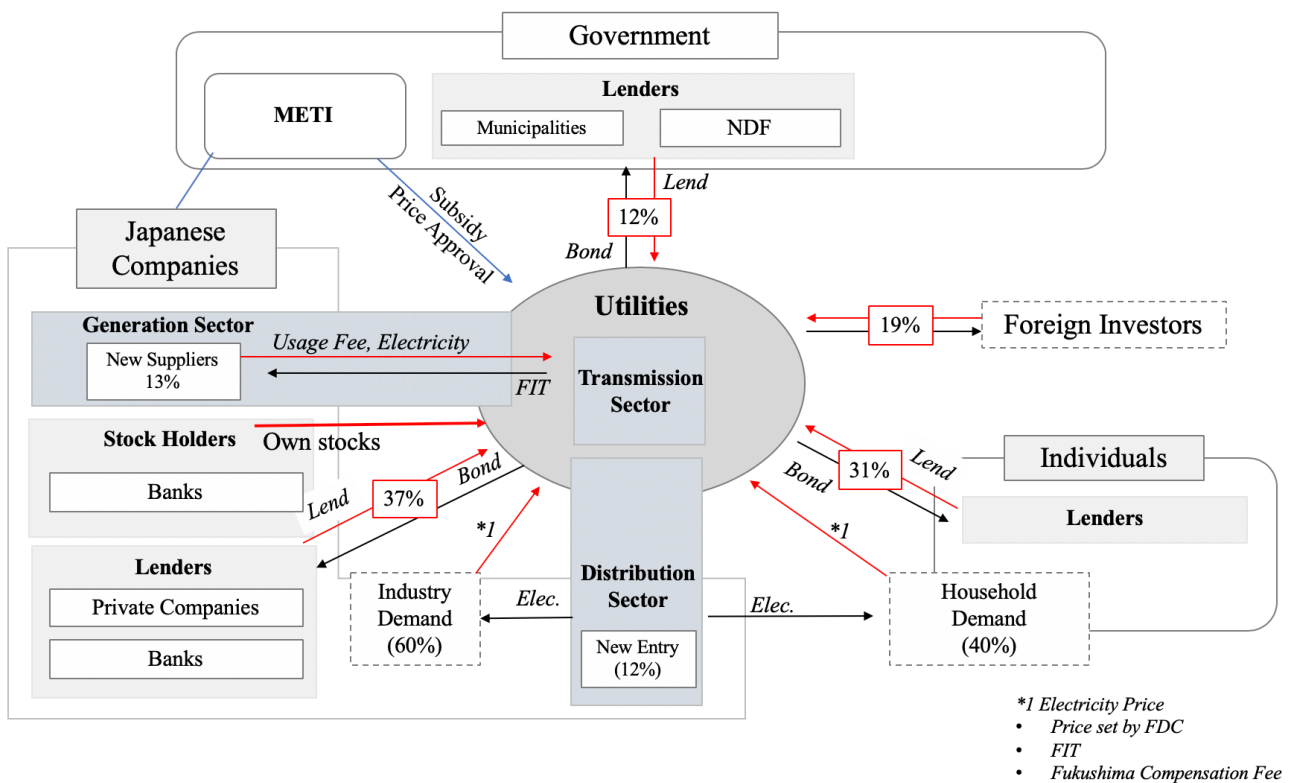 Government
METI
Lenders
Municipalities
NDF
Subsidy
Price Approval
Lend
12%
Bond
Japanese
Companies
Utilities
Generation Sector
New Suppliers
13%
Usage Fee, Electricity
FIT
Transmission
Sector
19%
Foreign Investors
Stock Holders
Banks
Own stocks
Lend
37%
Bond
Lend
31%
Bond
Individuals
Lenders
Lenders
Private Companies
Banks
*1
*1
Industry
Demand
(60%)
Elec.
Distribution
Sector
New Entry
(12%)
Elec.
Household
Demand
(40%)
*1 Electricity Price
• Price set by FDC
• FIT
• Fukushima Compensation Fee